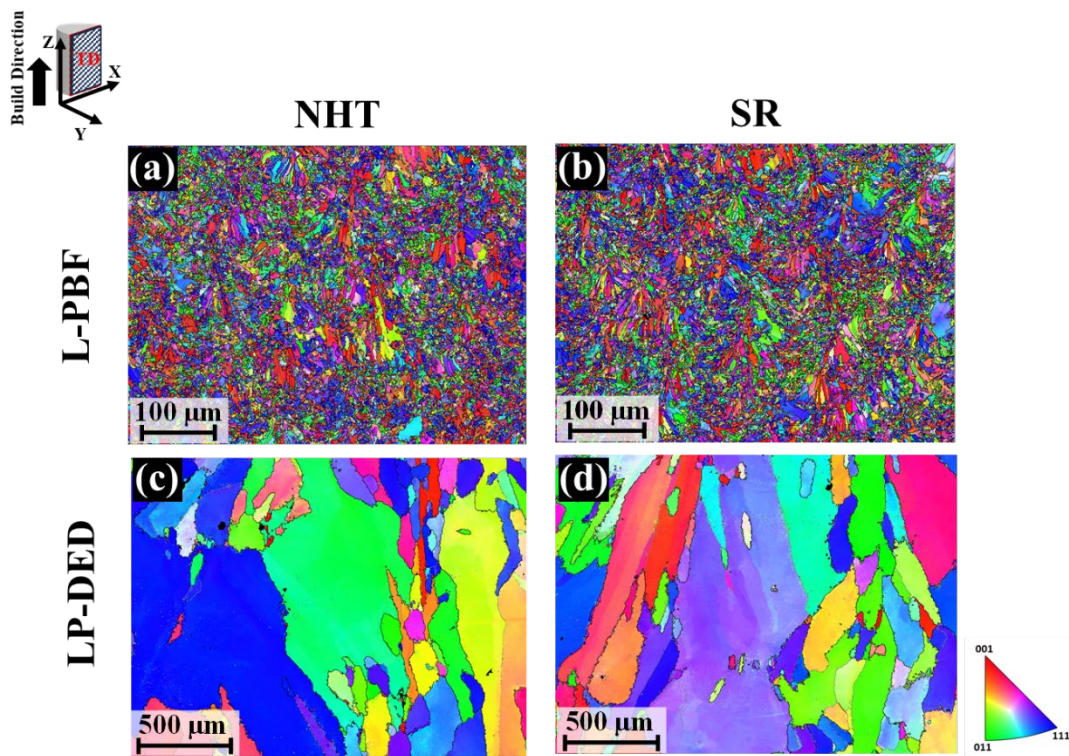 Build Direction
Z
TD
X
Y
NHT
SR
L-PBF
(a)
(b)
100 μm
100 μm
LP-DED
(c)
(d)
500 μm
500 μm
001
011
111